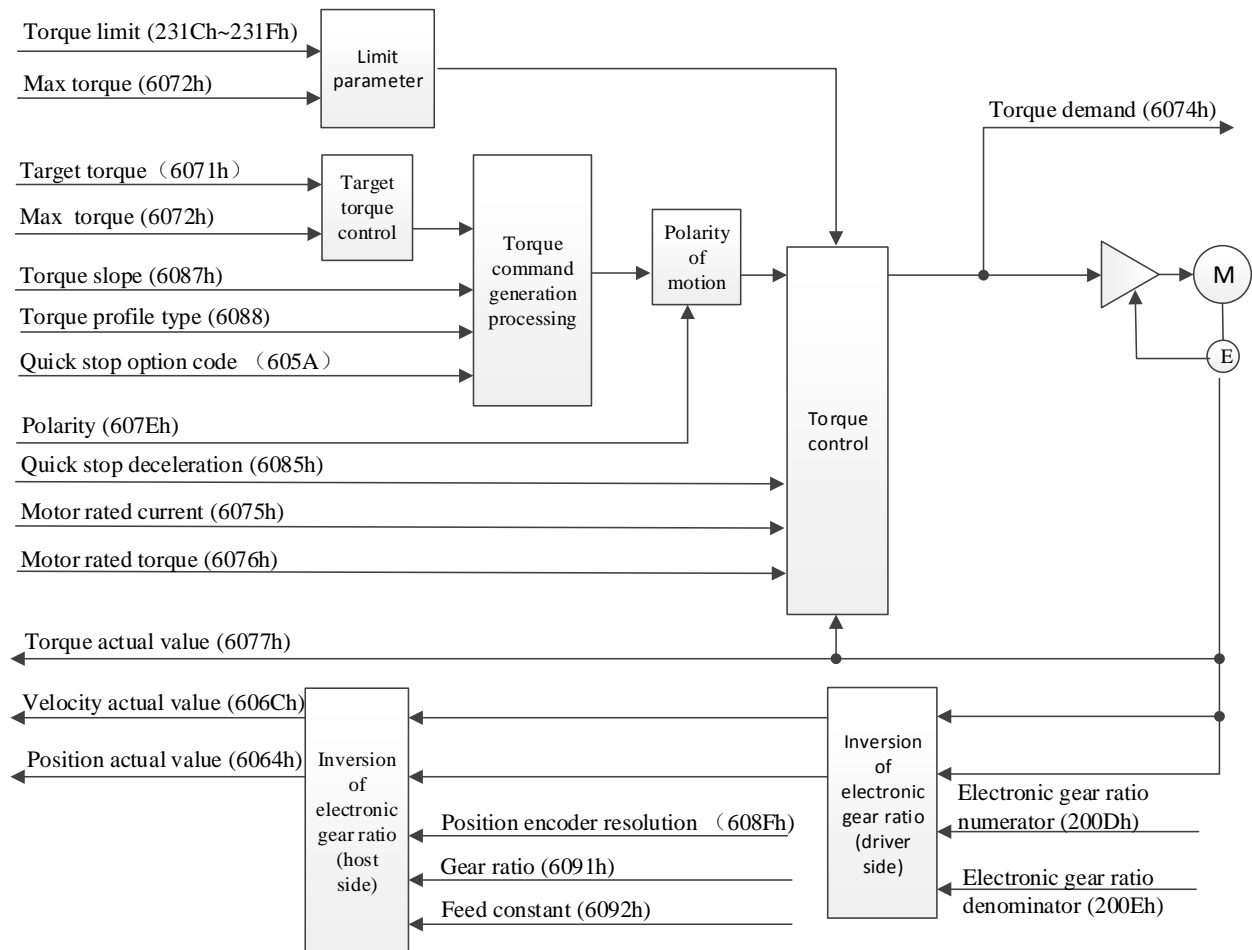 Torque limit (231Ch~231Fh)
Limit
parameter
Max torque (6072h)
Torque demand (6074h)
Target torque（6071h）
Max torque (6072h)
Target
torque
control
Torque slope (6087h)
Torque profile type (6088)
Quick stop option code （605A）
Torque
command
generation
processing
Polarity
of
motion
M
E
Polarity (607Eh)
Quick stop deceleration (6085h)
Motor rated current (6075h)
Motor rated torque (6076h)
Torque
control
Torque actual value (6077h)
Velocity actual value (606Ch)
Position actual value (6064h)
Inversion
of
electronic
gear ratio
(host
side)
Inversion
of
electronic
gear ratio
(driver
side)
Position encoder resolution （608Fh)
Gear ratio (6091h)
Feed constant (6092h)
Electronic gear ratio
numerator (200Dh)
Electronic gear ratio
denominator (200Eh)